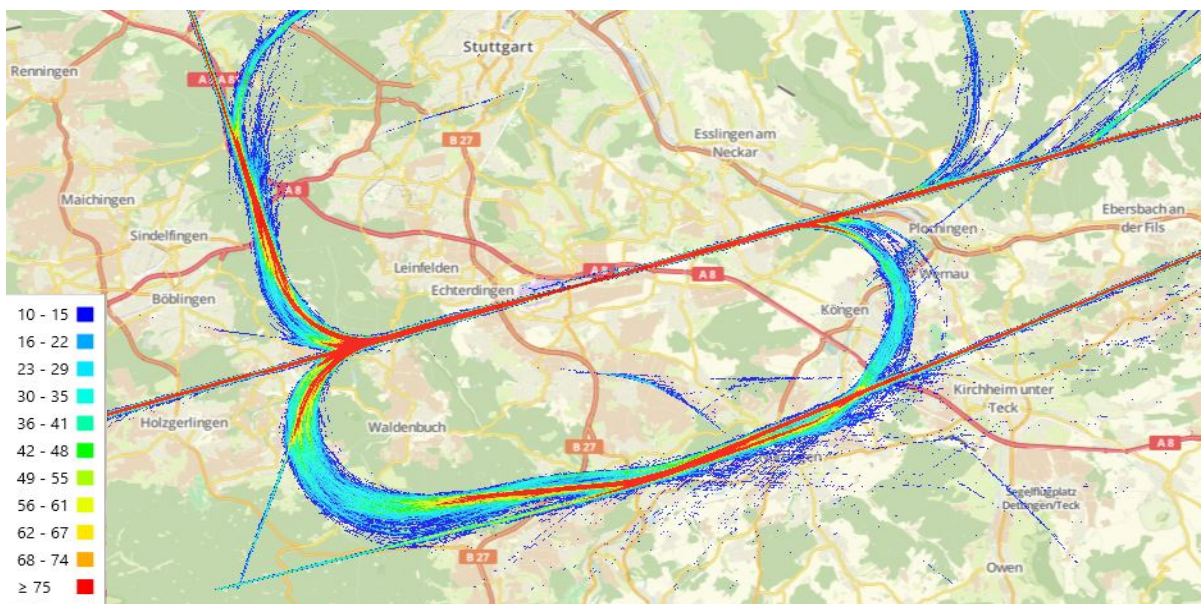 Stuttgart
Renningen
A 8
B 27
Esslingen am
Neckar
Maichingen
A 8
Sindelfingen
Leinfelden
Echterdingen
A 8
Plochingen
Ebersbach an
der Fils
Wernau
Böblingen
Köngen
Holzgerlingen
Waldenbuch
Kirchheim unter
Teck
B 27
A 8
Segelflugplatz
Dettingen/Teck
B 27
Owen
10 - 15
16 - 22
23 - 29
30 - 35
36 - 41
42 - 48
49 - 55
56 - 61
62 - 67
68 - 74
≥ 75